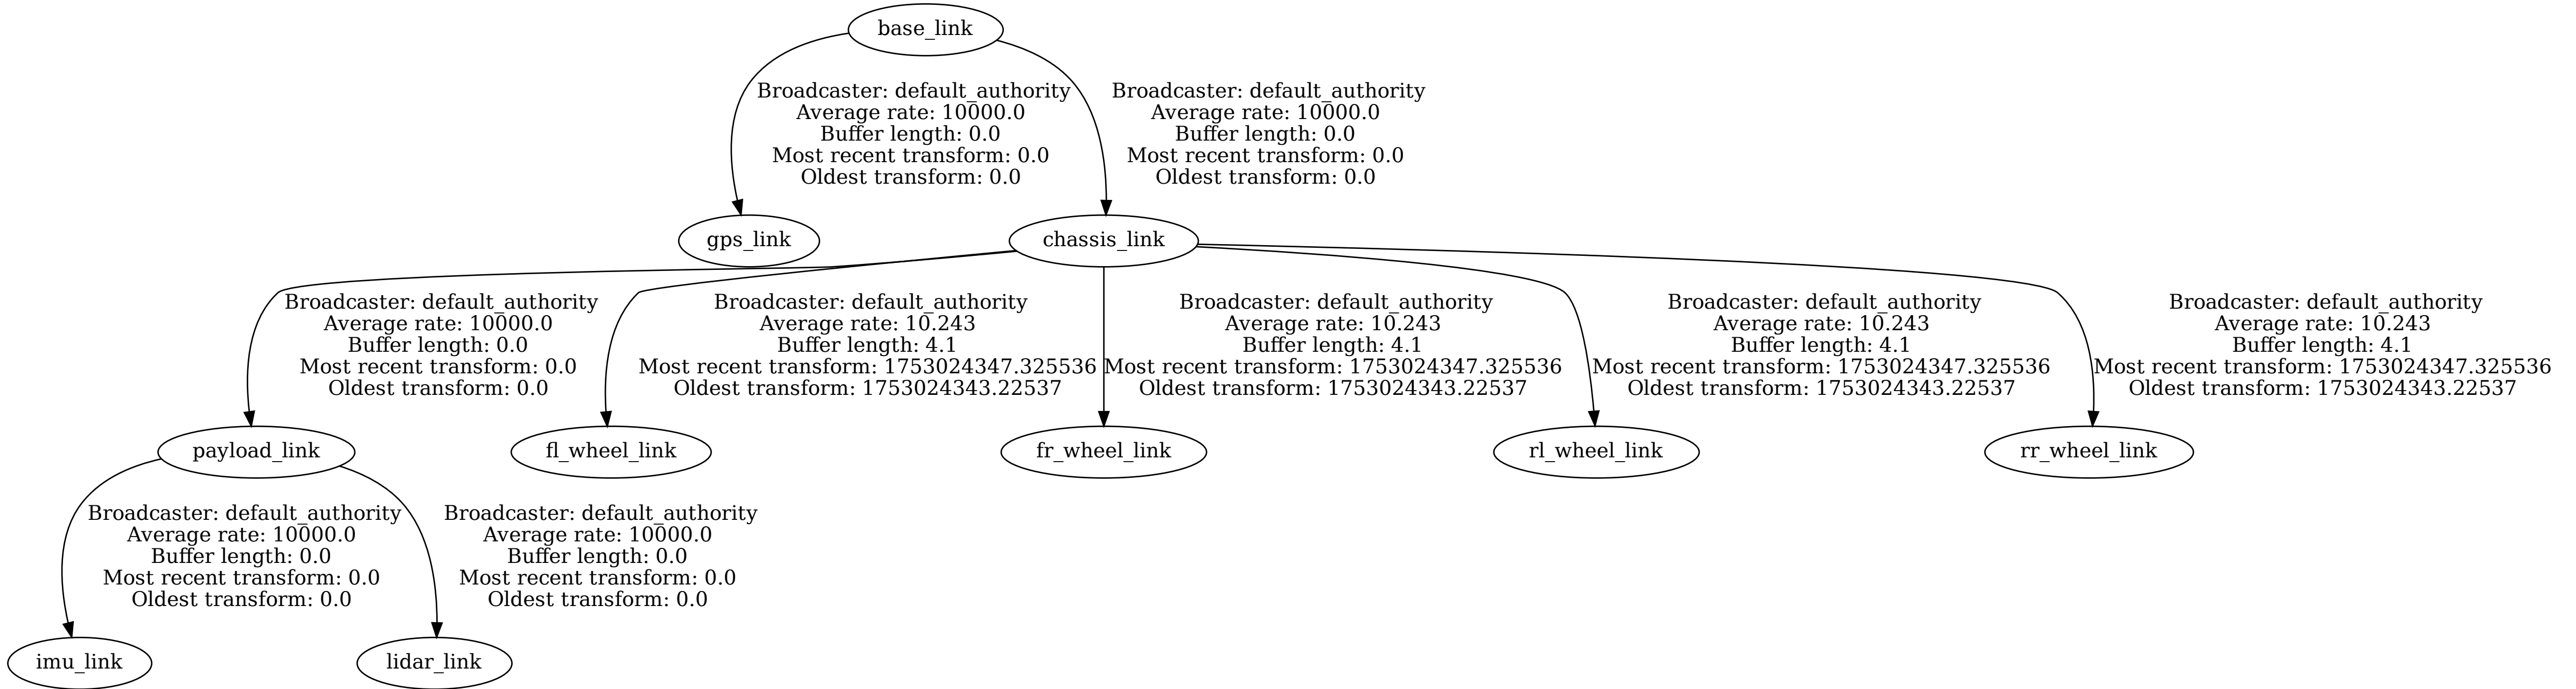 base_link
Broadcaster: default_authority
Average rate: 10000.0
Buffer length: 0.0
Most recent transform: 0.0
Oldest transform: 0.0
Broadcaster: default_authority
Average rate: 10000.0
Buffer length: 0.0
Most recent transform: 0.0
Oldest transform: 0.0
gps_link
chassis_link
Broadcaster: default_authority
Average rate: 10000.0
Buffer length: 0.0
Most recent transform: 0.0
Oldest transform: 0.0
Broadcaster: default_authority
Average rate: 10.243
Buffer length: 4.1
Most recent transform: 1753024347.325536
Oldest transform: 1753024343.22537
Broadcaster: default_authority
Average rate: 10.243
Buffer length: 4.1
Most recent transform: 1753024347.325536
Oldest transform: 1753024343.22537
Broadcaster: default_authority
Average rate: 10.243
Buffer length: 4.1
Most recent transform: 1753024347.325536
Oldest transform: 1753024343.22537
Broadcaster: default_authority
Average rate: 10.243
Buffer length: 4.1
Most recent transform: 1753024347.325536
Oldest transform: 1753024343.22537
payload_link
fl_wheel_link
fr_wheel_link
rl_wheel_link
rr_wheel_link
Broadcaster: default_authority
Average rate: 10000.0
Buffer length: 0.0
Most recent transform: 0.0
Oldest transform: 0.0
Broadcaster: default_authority
Average rate: 10000.0
Buffer length: 0.0
Most recent transform: 0.0
Oldest transform: 0.0
imu_link
lidar_link